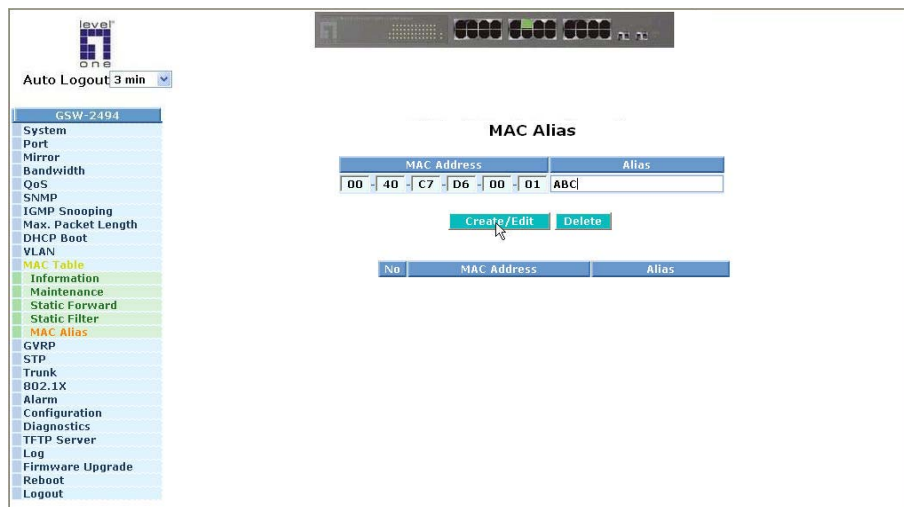 level
one
Auto Logout 3 min
GSW-2494
System
Port
Mirror
Bandwidth
QoS
SNMP
IGMP Snooping
Max. Packet Length
DHCP Boot
VLAN
MAC Table
Information
Maintenance
Static Forward
Static Filter
MAC Alias
GVRP
STP
Trunk
802.1X
Alarm
Configuration
Diagnostics
TFTP Server
Log
Firmware Upgrade
Reboot
Logout
MAC Alias
MAC Address Alias
00 - 40 - C7 - D6 - 00 - 01 ABC
Create/Edit Delete
No MAC Address Alias